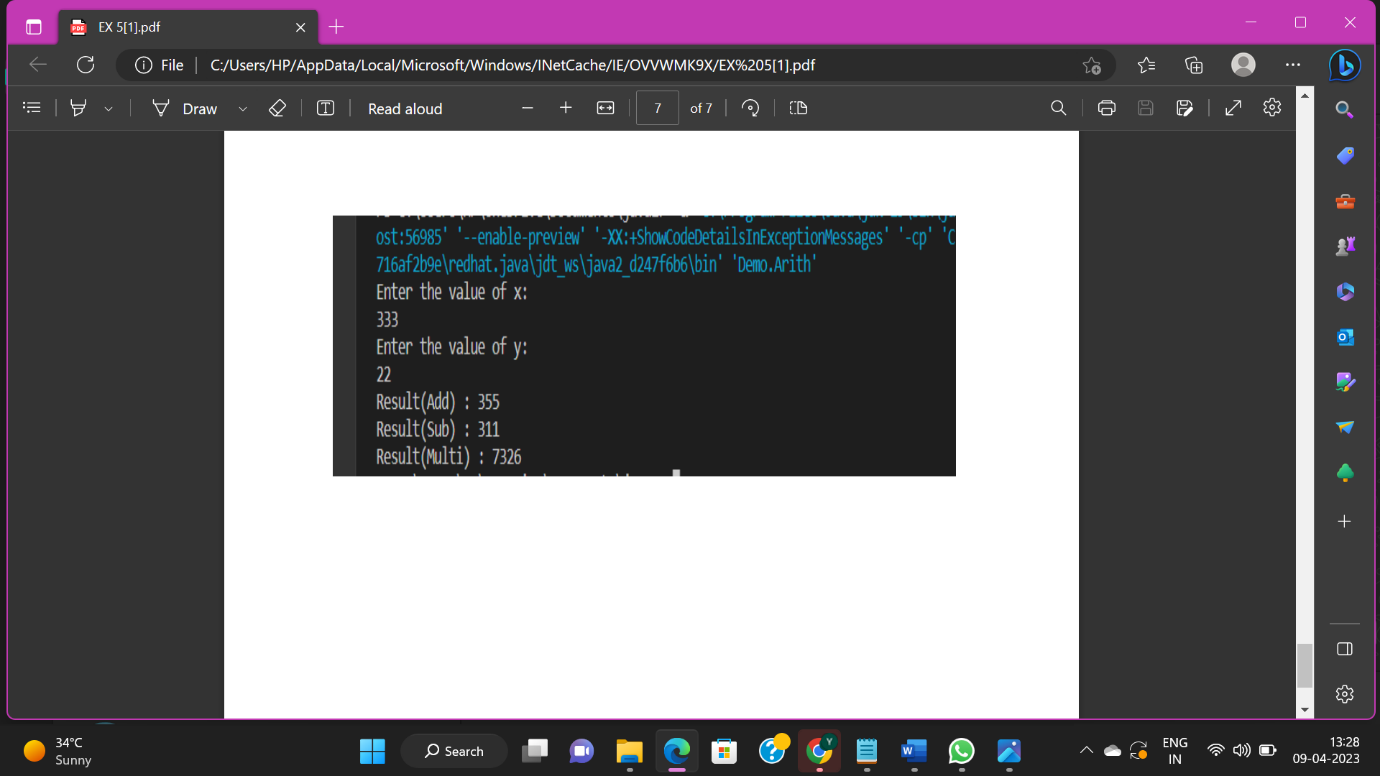 EX 5[1].pdf
File
C:/Users/HP/AppData/Local/Microsoft/Windows/INetCache/IE/OVVWMK9X/EX%205[1].pdf
Draw
Read aloud
7
of 7
ost:56985' '--enable-preview' '-XX:+ShowCodeDetailsInExceptionMessages' '-cp' 'C
716af2b9e\redhat.java\jdt_ws\java2_d247f6b6\bin' 'Demo.Arith'
Enter the value of x:
333
Enter the value of y:
22
Result(Add) : 355
Result(Sub) : 311
Result(Multi) : 7326
34°C
Sunny
Search
ENG
IN
13:28
09-04-2023